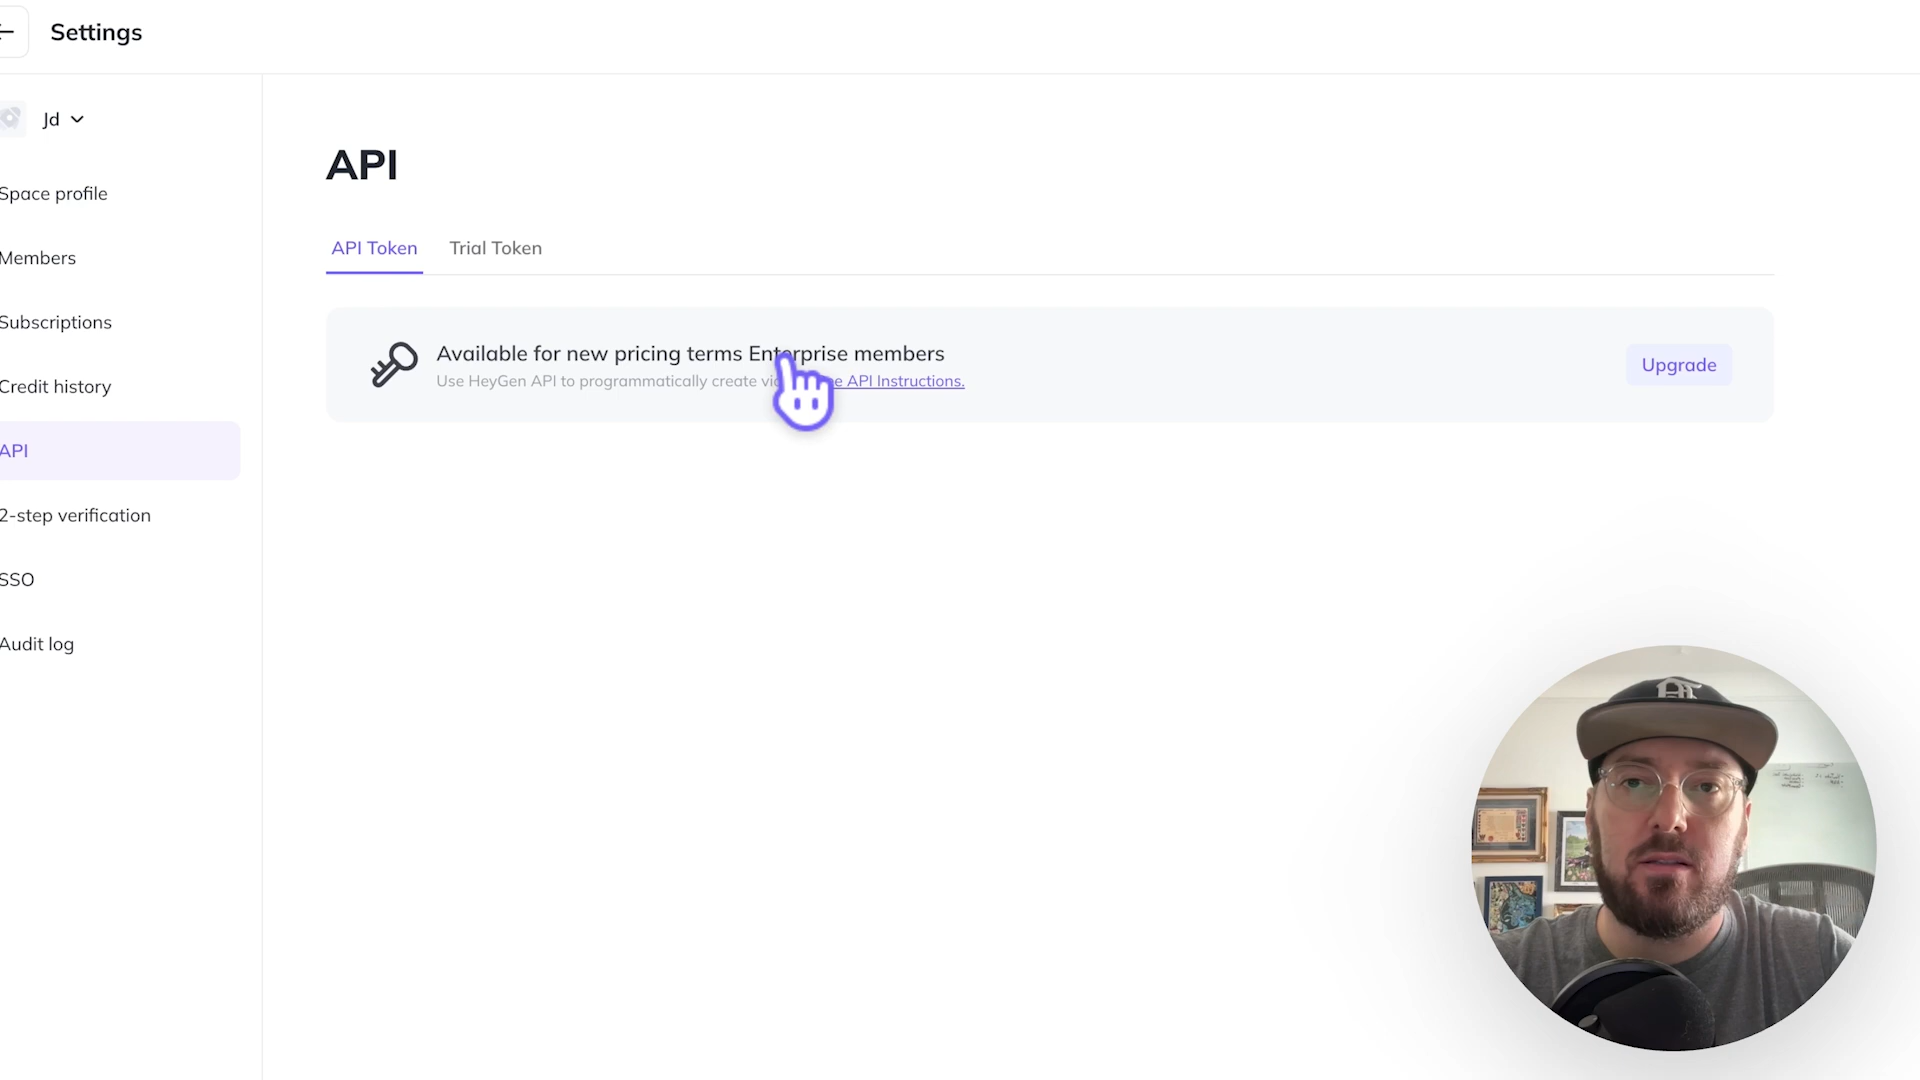 Settings
Jd
Space profile
Members
Subscriptions
Credit history
API
2-step verification
SSO
Audit log
API
API Token
Trial Token
Available for new pricing terms Enterprise members
Use HeyGen API to programmatically create API Instructions.
Upgrade